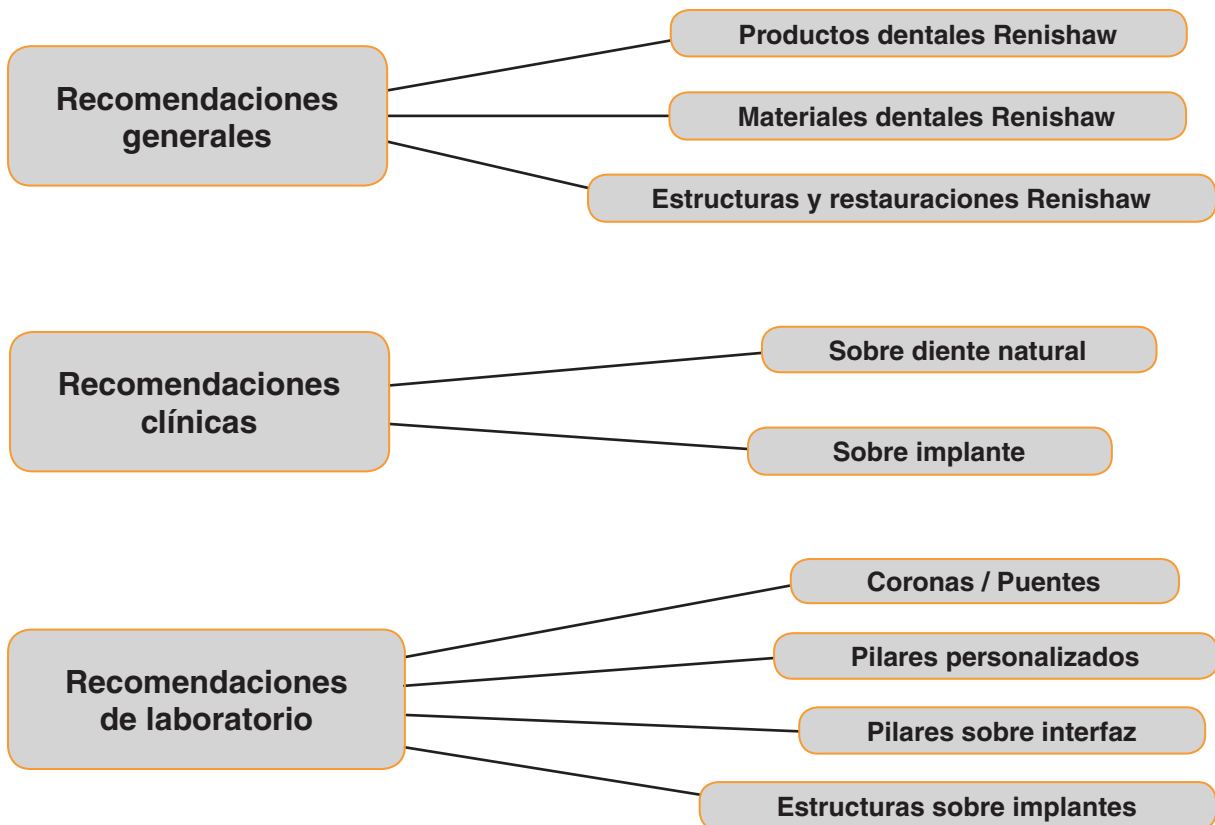 Recomendaciones
generales
Productos dentales Renishaw
Materiales dentales Renishaw
Estructuras y restauraciones Renishaw
Recomendaciones
clínicas
Sobre diente natural
Sobre implante
Recomendaciones
de laboratorio
Coronas / Puentes
Pilares personalizados
Pilares sobre interfaz
Estructuras sobre implantes